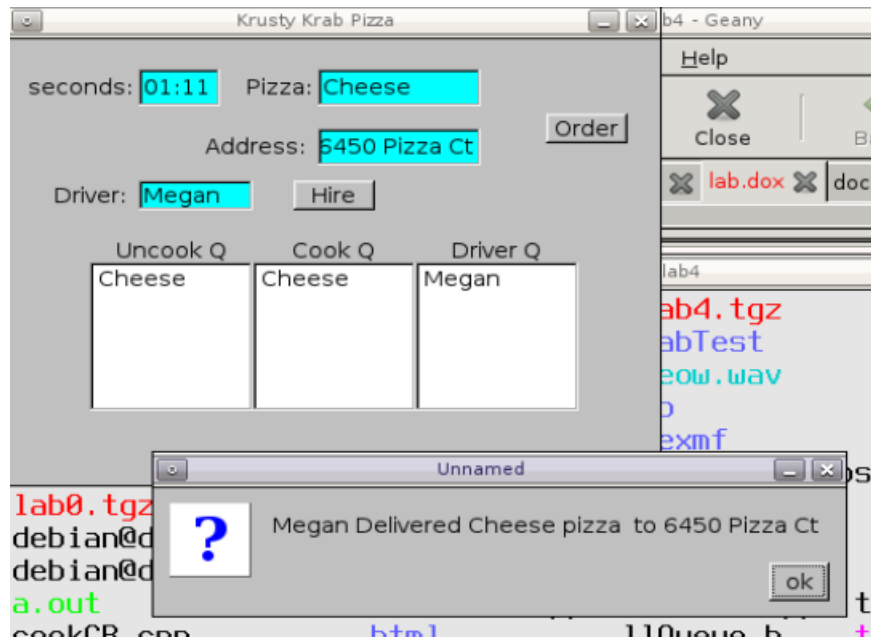 Krusty Krab Pizza
b4 - Geany
Help
seconds: 01:11 Pizza: Cheese
Close
Address: 6450 Pizza Ct
Order
lab.dox doc
Driver: Megan Hire
Uncook Q Cook Q Driver Q
Cheese Cheese Megan
lab4
ab4.tgz
abTest
eow.wav
exmf
Unnamed
lab0.tgz
Megan Delivered Cheese pizza to 6450 Pizza Ct
debian@d
debian@d
ok
a.out
cookCB.cpp html llQueue.h